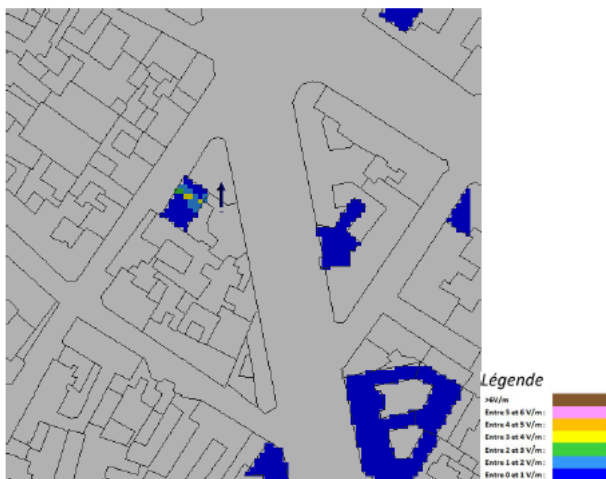 Légende
>6V/m
Entre 5 et 6 V/m :
Entre 4 et 5 V/m :
Entre 3 et 4 V/m :
Entre 2 et 3 V/m :
Entre 1 et 2 V/m :
Entre 0 et 1 V/m :